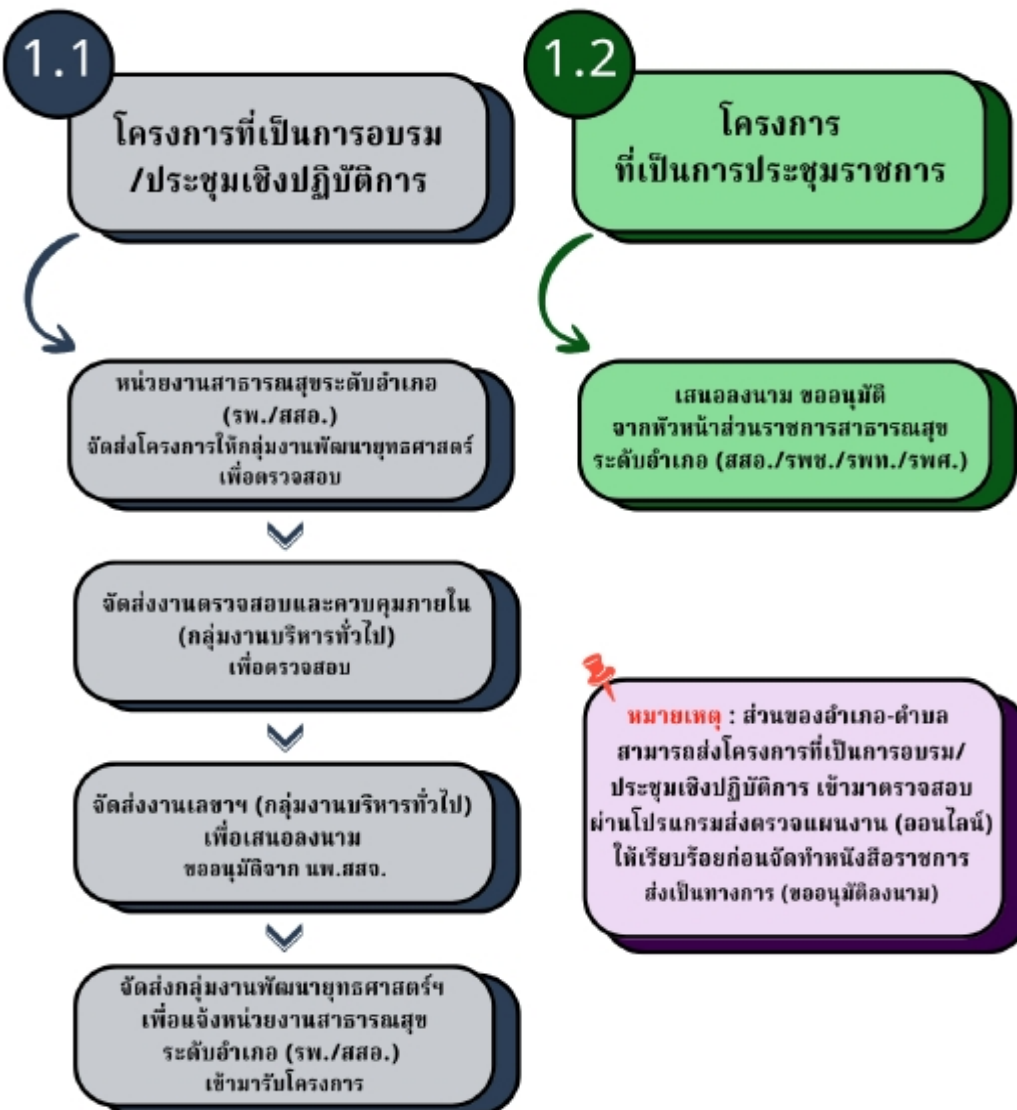 1.1
โครงการที่เป็นการอบรม
/ประชุมเชิงปฏิบัติการ
หน่วยงานสาธารณสุขระดับอำเภอ
(รพ./สสอ.)
จัดส่งโครงการให้กลุ่มงานพัฒนายุทธศาสตร์
เพื่อตรวจสอบ
จัดส่งงานตรวจสอบและควบคุมภายใน
(กลุ่มงานบริหารทั่วไป)
เพื่อตรวจสอบ
จัดส่งงานเลขาฯ (กลุ่มงานบริหารทั่วไป)
เพื่อเสนอลงนาม
ขออนุมัติจาก นพ.สสจ.
จัดส่งกลุ่มงานพัฒนายุทธศาสตร์ฯ
เพื่อแจ้งหน่วยงานสาธารณสุข
ระดับอำเภอ (รพ./สสอ.)
เข้ามารับโครงการ
1.2
โครงการ
ที่เป็นการประชุมราชการ
เสนอลงนาม ขออนุมัติ
จากหัวหน้าส่วนราชการสาธารณสุข
ระดับอำเภอ (สสอ./รพช./รพท./รพศ.)
หมายเหตุ : ส่วนของอำเภอ-ตำบล
สามารถส่งโครงการที่เป็นการอบรม/
ประชุมเชิงปฏิบัติการ เข้ามาตรวจสอบ
ผ่านโปรแกรมส่งตรวจแผนงาน (ออนไลน์)
ให้เรียบร้อยก่อนจัดทำหนังสือราชการ
ส่งเป็นทางการ (ขออนุมัติลงนาม)